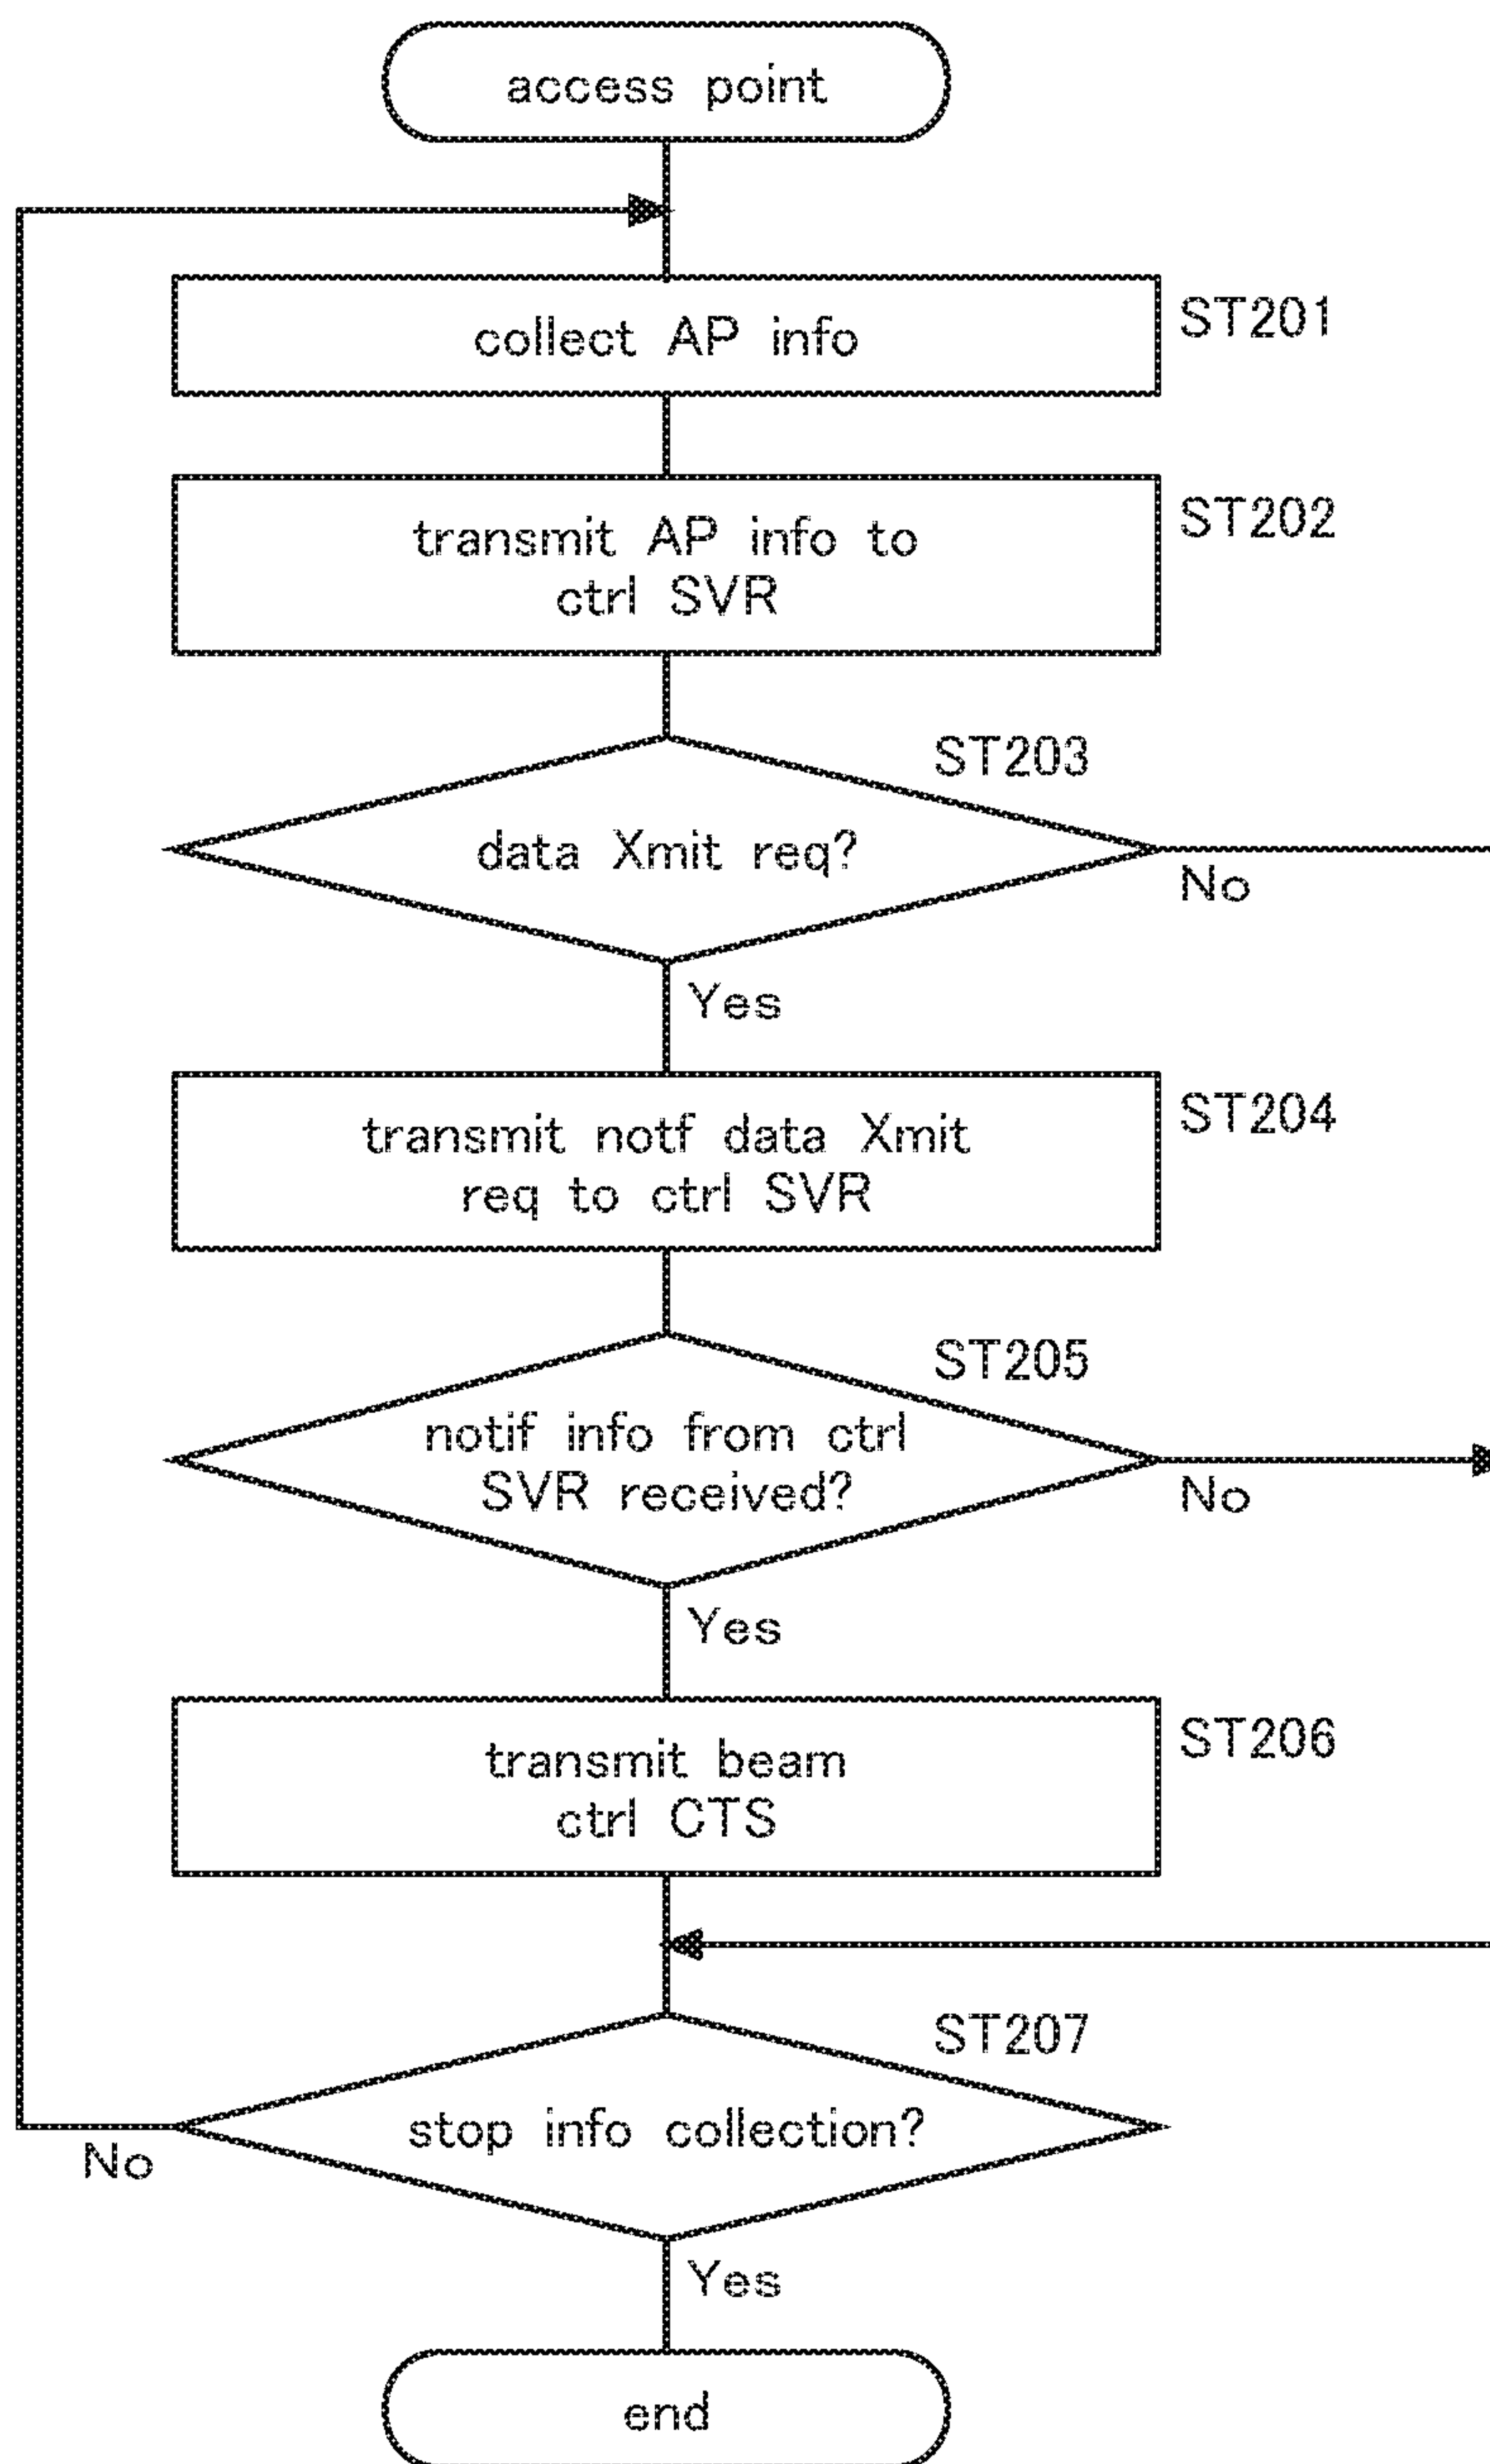 access point
collect AP info
ST201
transmit AP info to
ctrl SVR
ST202
ST203
data Xmit req?
No
Yes
transmit notf data Xmit
req to ctrl SVR
ST204
ST205
notif info from ctrl
SVR received?
No
Yes
transmit beam
ctrl CTS
ST206
ST207
stop info collection?
No
Yes
end